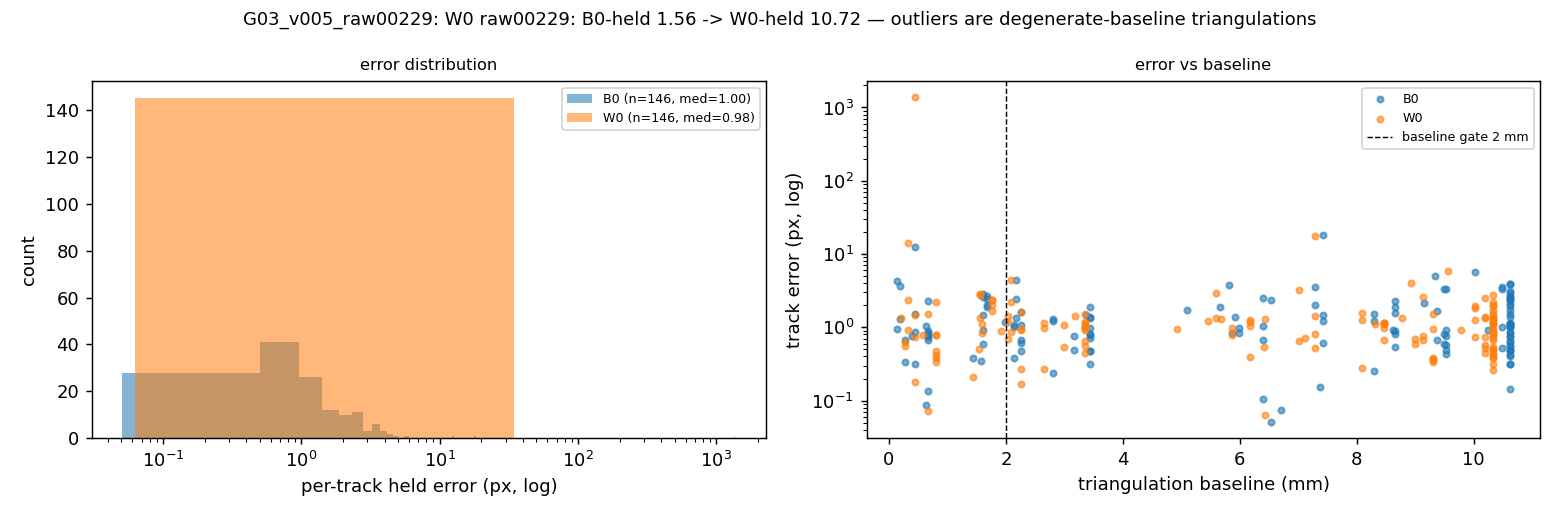 G03_v005_raw00229: W0 raw00229: B0-held 1.56 -> W0-held 10.72 — outliers are degenerate-baseline triangulations
error distribution
count
140
120
100
80
60
40
20
0
10⁻¹
10⁰
10¹
10²
10³
per-track held error (px, log)
B0 (n=146, med=1.00)
W0 (n=146, med=0.98)
error vs baseline
track error (px, log)
10³
10²
10¹
10⁰
10⁻¹
0
2
4
6
8
10
triangulation baseline (mm)
B0
W0
baseline gate 2 mm